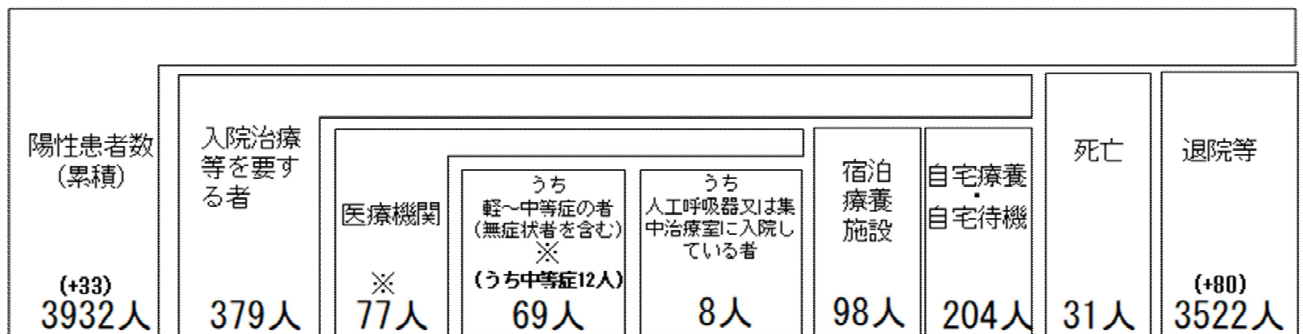 陽性患者数
(累積)
(+33)
3932人
入院治療
等を要す
る者
379人
医療機関
※
77人
うち
軽～中等症の者
(無症状者を含む)
※
(うち中等症12人)
69人
うち
人工呼吸器又は集
中治療室に入院し
ている者
8人
宿泊
療養
施設
98人
自宅療養
・
自宅待機
204人
死亡
31人
退院等
(+80)
3522人